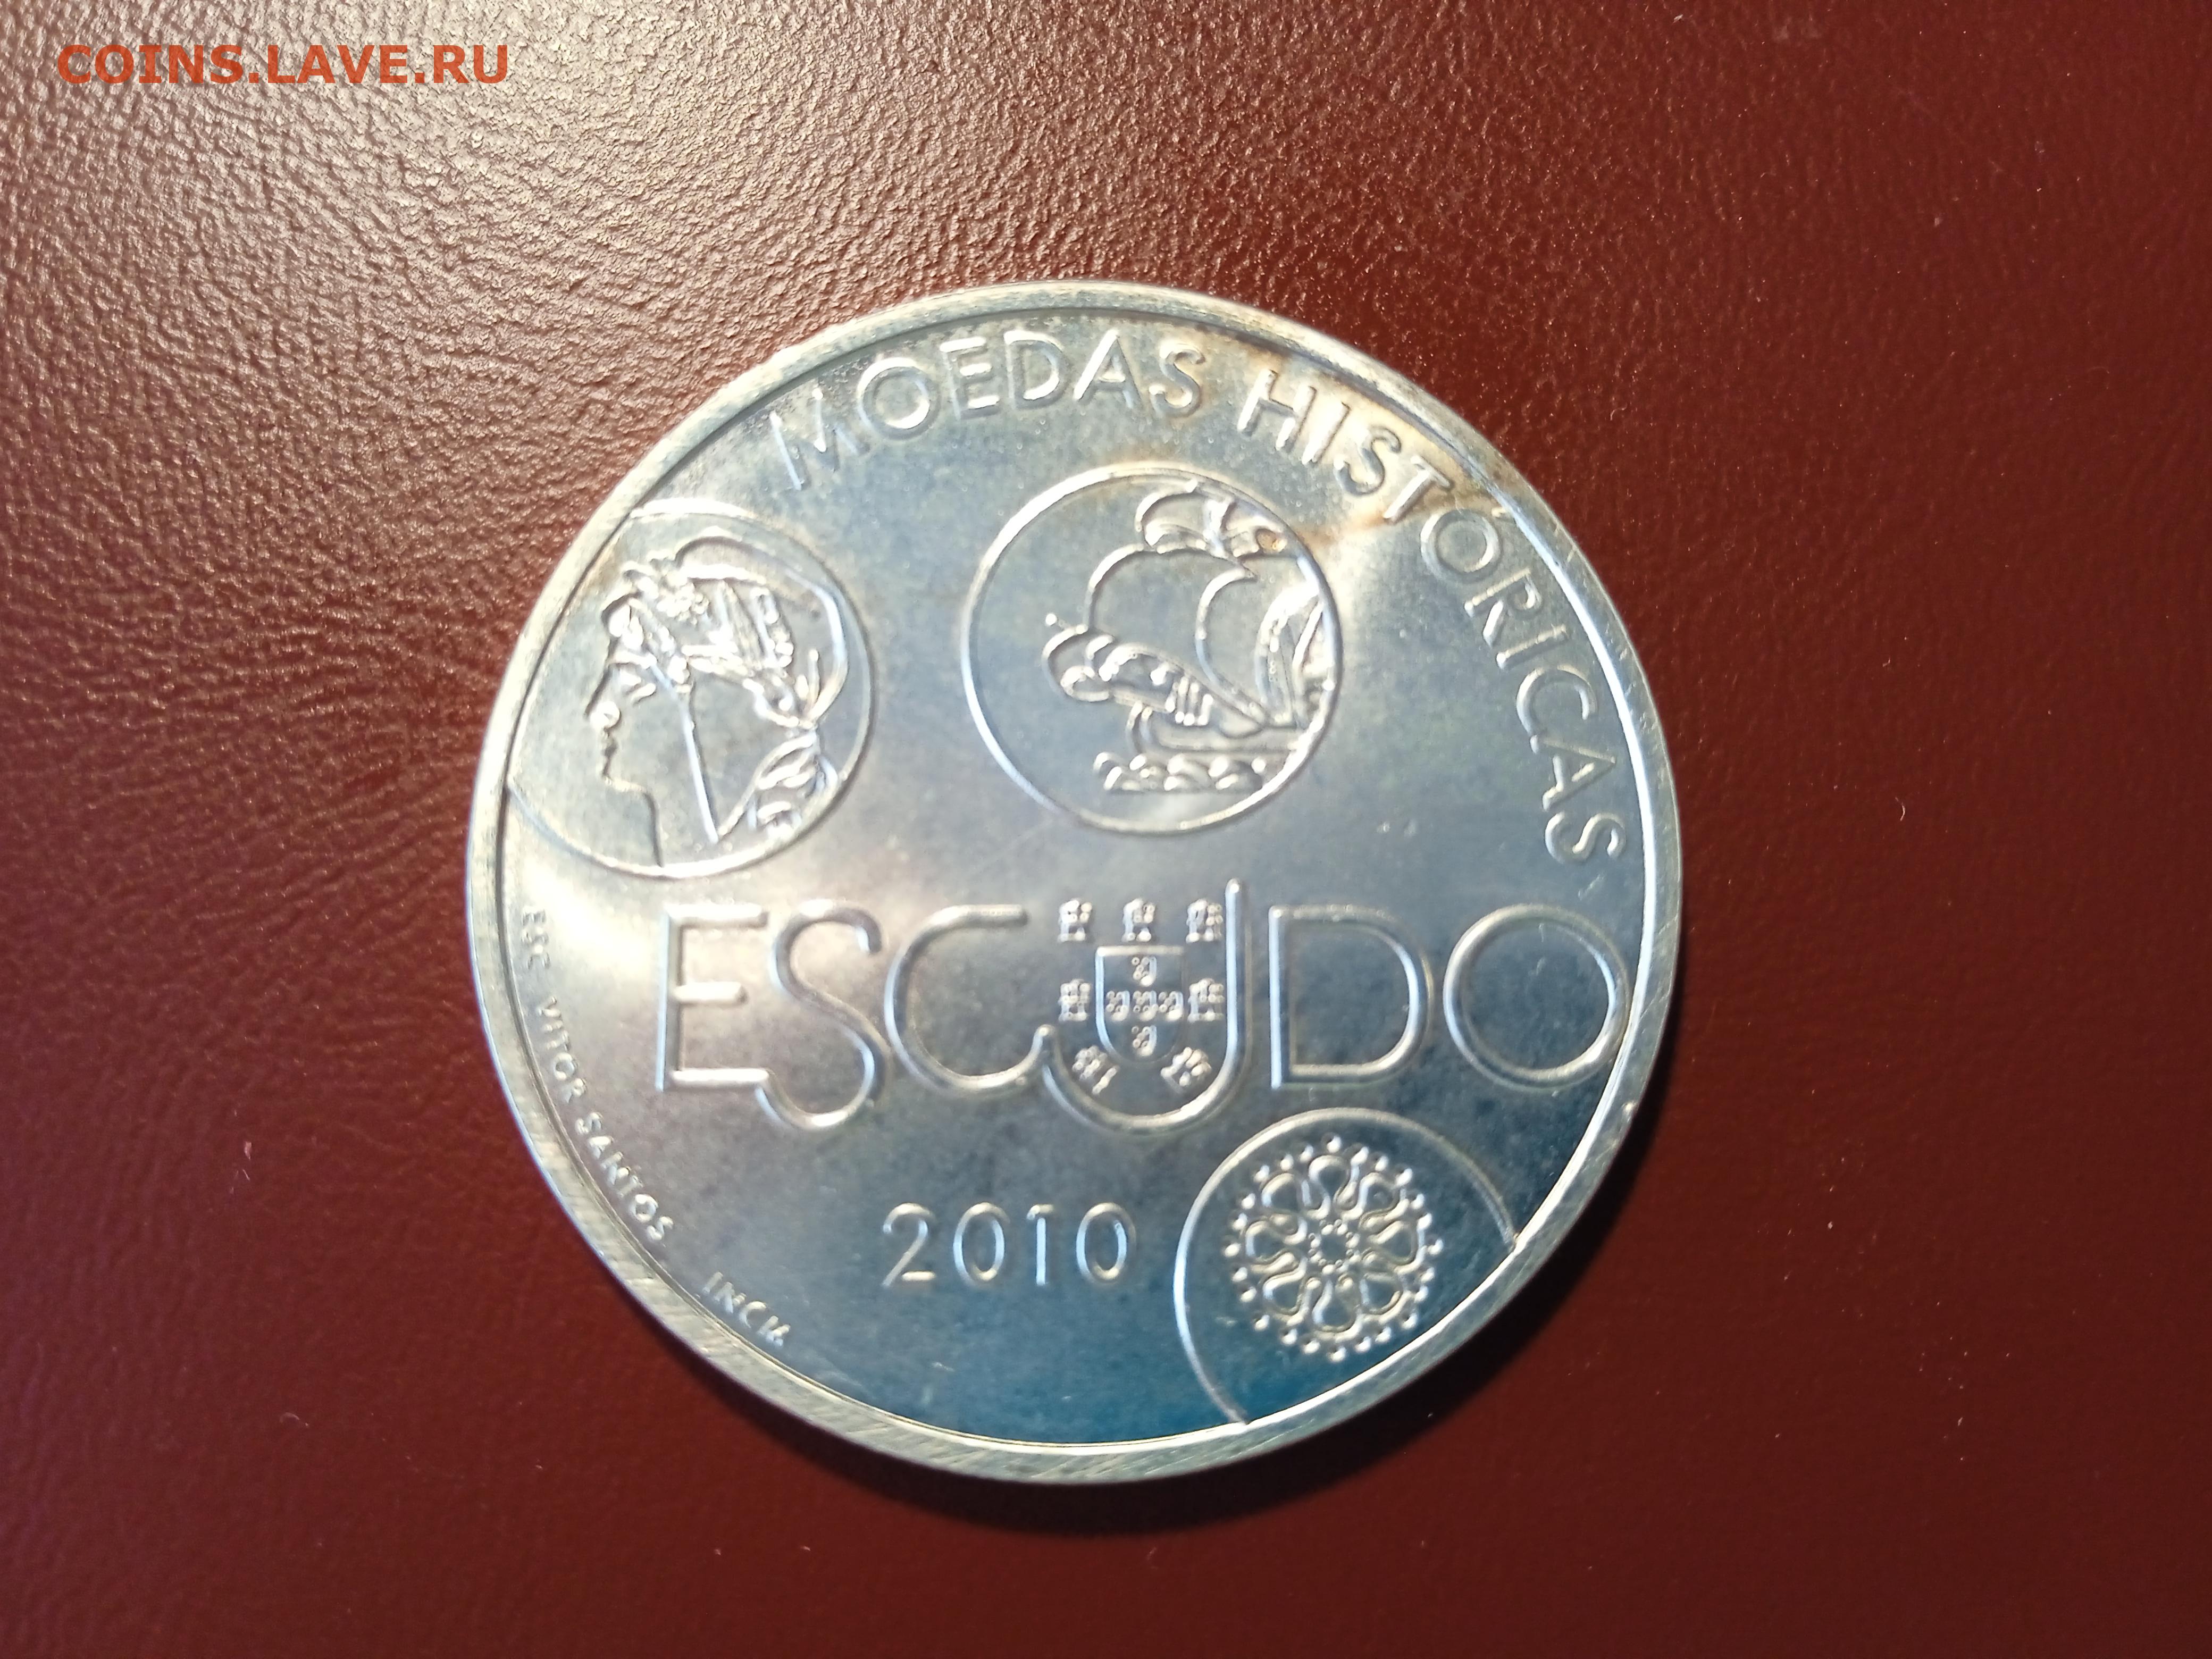 COINS.LAVE.RU
MOEDAS HISTÓRICAS
ESCUDO
2010
ESC. VITOR SANTOS
INCM